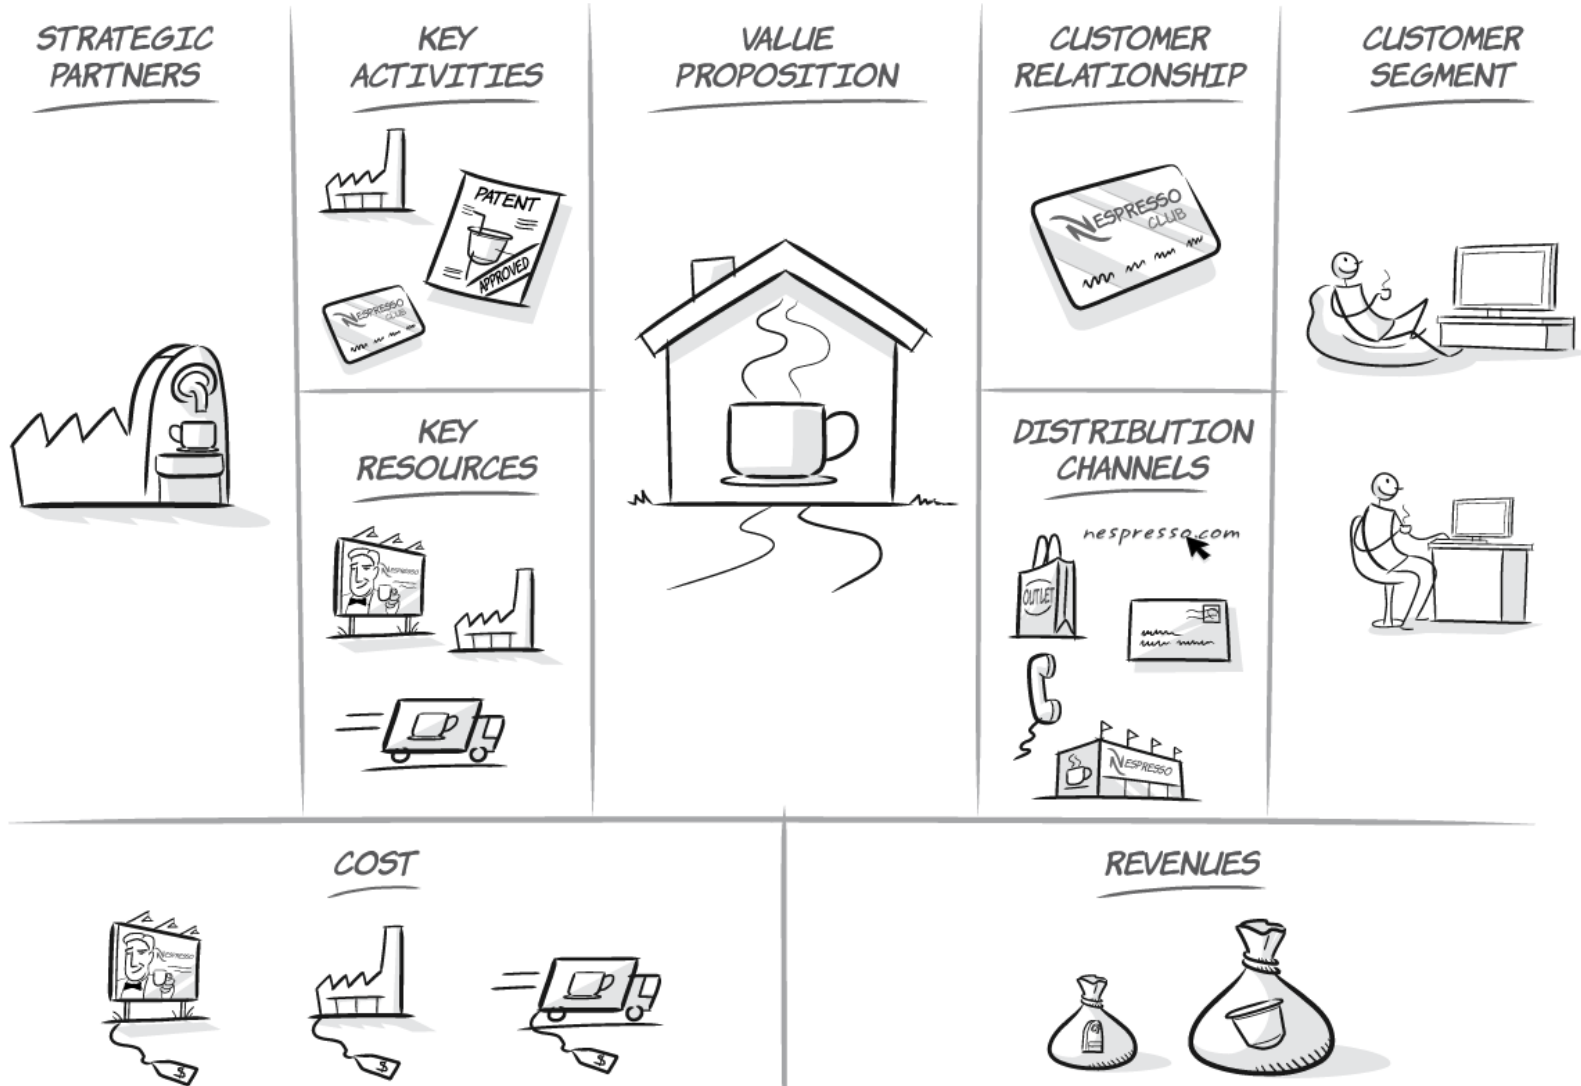 STRATEGIC
PARTNERS
KEY
ACTIVITIES
VALUE
PROPOSITION
CUSTOMER
RELATIONSHIP
CUSTOMER
SEGMENT
PATENT
APPROVED
NESPRESSO
CLUB
NESPRESSO
CLUB
KEY
RESOURCES
NESPRESSO
DISTRIBUTION
CHANNELS
nespresso.com
OUTLET
NESPRESSO
COST
REVENUES
NESPRESSO
$
$
$